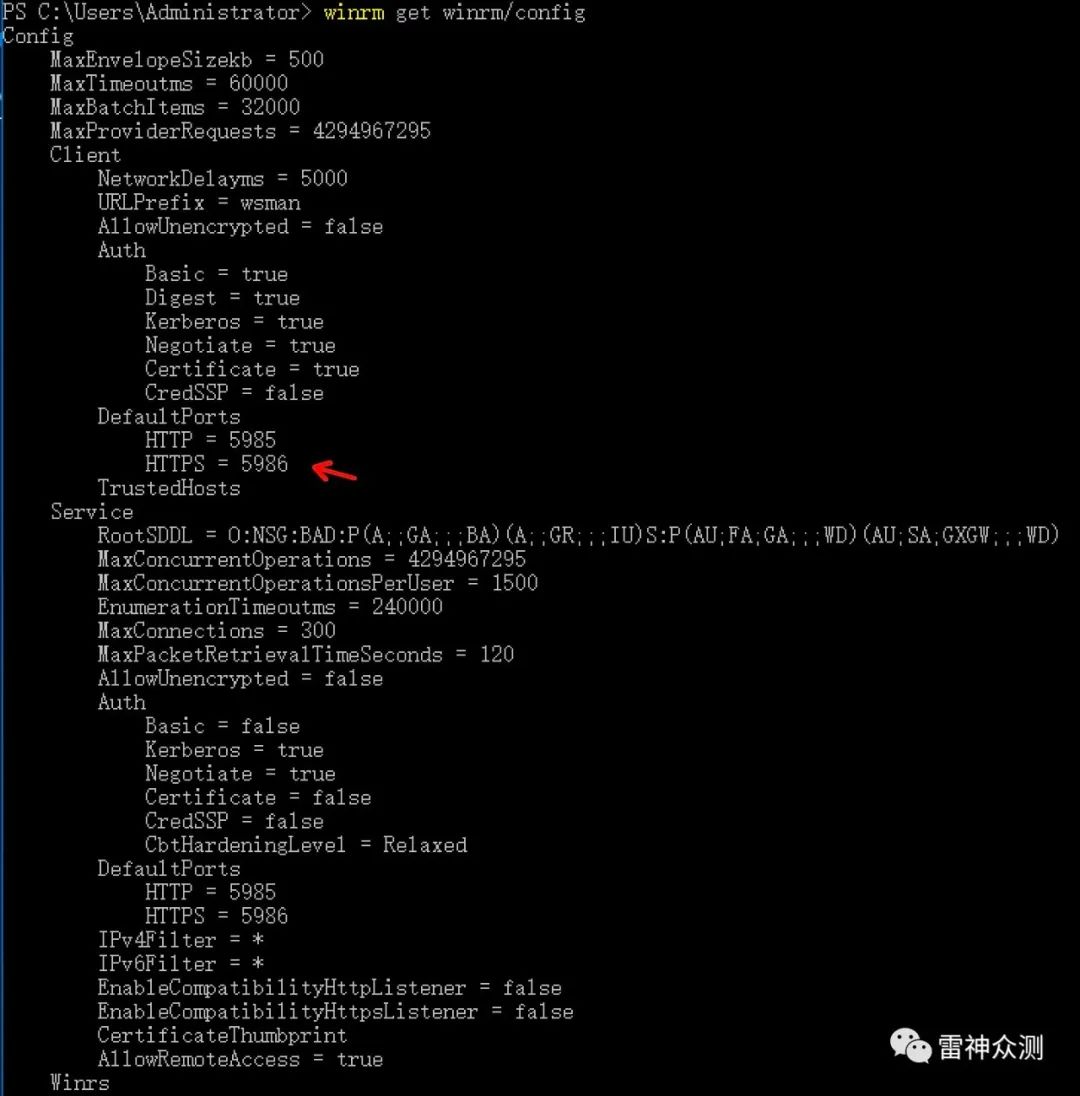 PS C:\Users\Administrator> winrm get winrm/config
Config
    MaxEnvelopeSizekb = 500
    MaxTimeoutms = 60000
    MaxBatchItems = 32000
    MaxProviderRequests = 4294967295
    Client
        NetworkDelayms = 5000
        URLPrefix = wsman
        AllowUnencrypted = false
        Auth
            Basic = true
            Digest = true
            Kerberos = true
            Negotiate = true
            Certificate = true
            CredSSP = false
        DefaultPorts
            HTTP = 5985
            HTTPS = 5986
        TrustedHosts
    Service
        RootSDDL = O:NSG:BAD:P(A;;GA;;;BA)(A;;GR;;;IU)S:P(AU;FA;GA;;;WD)(AU;SA;GXGW;;;WD)
        MaxConcurrentOperations = 4294967295
        MaxConcurrentOperationsPerUser = 1500
        EnumerationTimeoutms = 240000
        MaxConnections = 300
        MaxPacketRetrievalTimeSeconds = 120
        AllowUnencrypted = false
        Auth
            Basic = false
            Kerberos = true
            Negotiate = true
            Certificate = false
            CredSSP = false
            CbtHardeningLevel = Relaxed
        DefaultPorts
            HTTP = 5985
            HTTPS = 5986
        IPv4Filter = *
        IPv6Filter = *
        EnableCompatibilityHttpListener = false
        EnableCompatibilityHttpsListener = false
        CertificateThumbprint
        AllowRemoteAccess = true
    Winrs
雷神众测